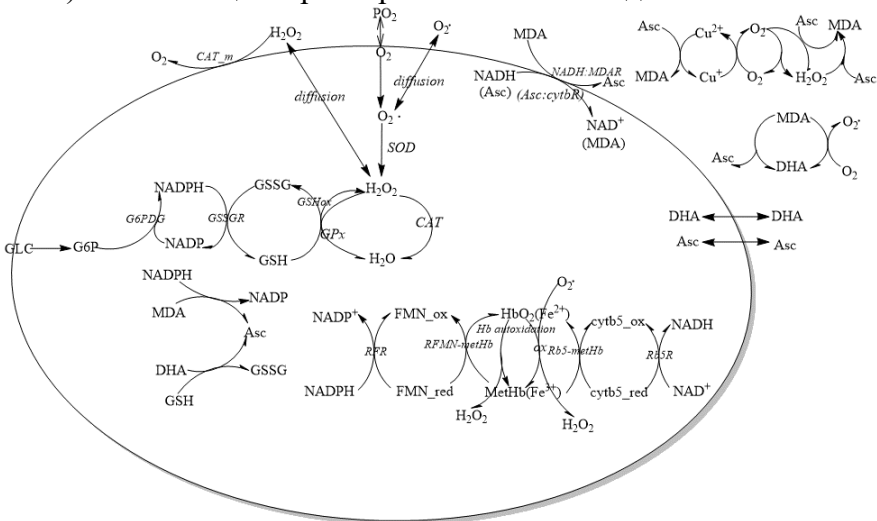 PO₂
H₂O₂
O₂
CAT_m
O₂
O₂•
diffusion
diffusion
O₂•
SOD
H₂O₂
MDA
NADH
(Asc)
NADH:MDAR
(Asc:cytbR)
Asc
NAD⁺
(MDA)
Asc
Cu²⁺
O₂•
Asc
MDA
MDA
Cu⁺
O₂
H₂O₂
Asc
MDA
O₂•
Asc
DHA
O₂
DHA
DHA
Asc
Asc
NADPH
GSSG
GSHox
G6PDG
GSSGR
GPx
CAT
GLC
G6P
NADP
GSH
H₂O
NADPH
MDA
NADP
Asc
DHA
GSSG
GSH
NADP⁺
FMN_ox
HbO₂(Fe²⁺)
O₂•
cytb5_ox
NADH
Hb autoxidation
RFR
RFMN-metHb
ox
Rb5-metHb
Rb5R
NADPH
FMN_red
MetHb(Fe³⁺)
cytb5_red
NAD⁺
H₂O₂
H₂O₂